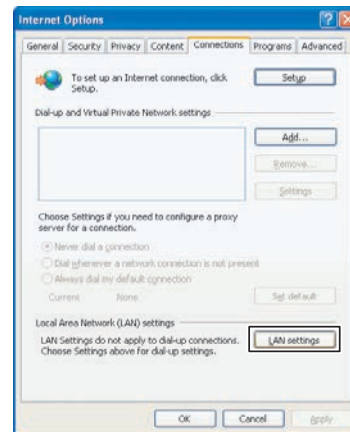 Internet Options
General Security Privacy Content Connections Programs Advanced
To set up an Internet connection, click Setup.
Setup
Dial-up and Virtual Private Network settings
Add...
Remove...
Settings
Choose Settings if you need to configure a proxy
server for a connection.
Never dial a connection
Dial whenever a network connection is not present
Always dial my default connection
Current None Set default
Local Area Network (LAN) settings
LAN Settings do not apply to dial-up connections.
Choose Settings above for dial-up settings.
LAN settings
OK Cancel Apply